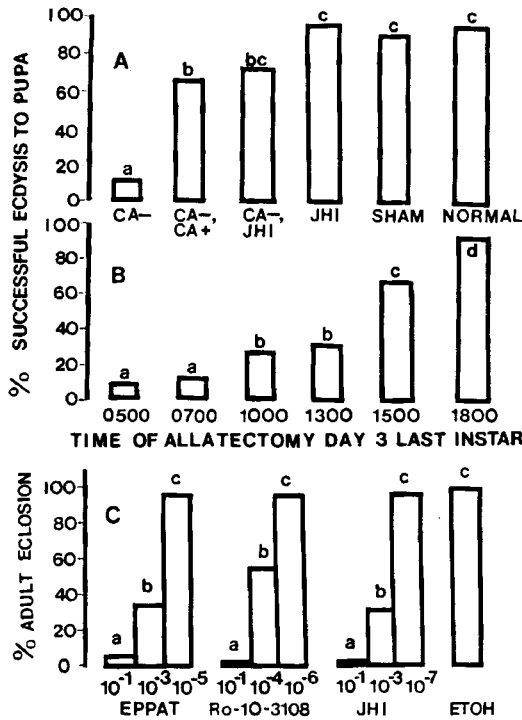 % SUCCESSFUL ECDYSIS TO PUPA
A
100
80
60
40
20
0
a b bc c c c
CA– CA–, CA+ CA–, JHI JHI SHAM NORMAL
B
80
60
40
20
0
a a b b c d
0500 0700 1000 1300 1500 1800
TIME OF ALLATECTOMY DAY 3 LAST INSTAR
% ADULT ECLOSION
C
100
80
60
40
20
0
a b c a b c a b c c
10⁻¹ 10⁻³ 10⁻⁵ 10⁻¹ 10⁻⁴ 10⁻⁶ 10⁻¹ 10⁻³ 10⁻⁷
EPPAT Ro-10-3108 JHI ETOH